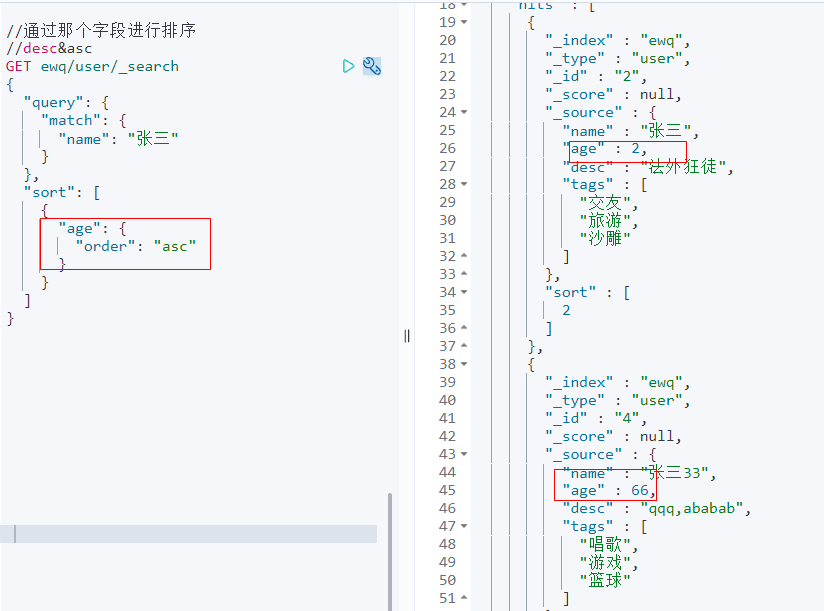 //通过那个字段进行排序
//desc&asc
GET ewq/user/_search
{
  "query": {
    "match": {
      "name": "张三"
    }
  },
  "sort": [
    {
      "age": {
        "order": "asc"
      }
    }
  ]
}
18 "hits" : [
19 {
20 "_index" : "ewq",
21 "_type" : "user",
22 "_id" : "2",
23 "_score" : null,
24 "_source" : {
25 "name" : "张三",
26 "age" : 2,
27 "desc" : "法外狂徒",
28 "tags" : [
29 "交友",
30 "旅游",
31 "沙雕"
32 ]
33 },
34 "sort" : [
35 2
36 ]
37 },
38 {
39 "_index" : "ewq",
40 "_type" : "user",
41 "_id" : "4",
42 "_score" : null,
43 "_source" : {
44 "name" : "张三33",
45 "age" : 66,
46 "desc" : "qqq,ababab",
47 "tags" : [
48 "唱歌",
49 "游戏",
50 "篮球"
51 ]